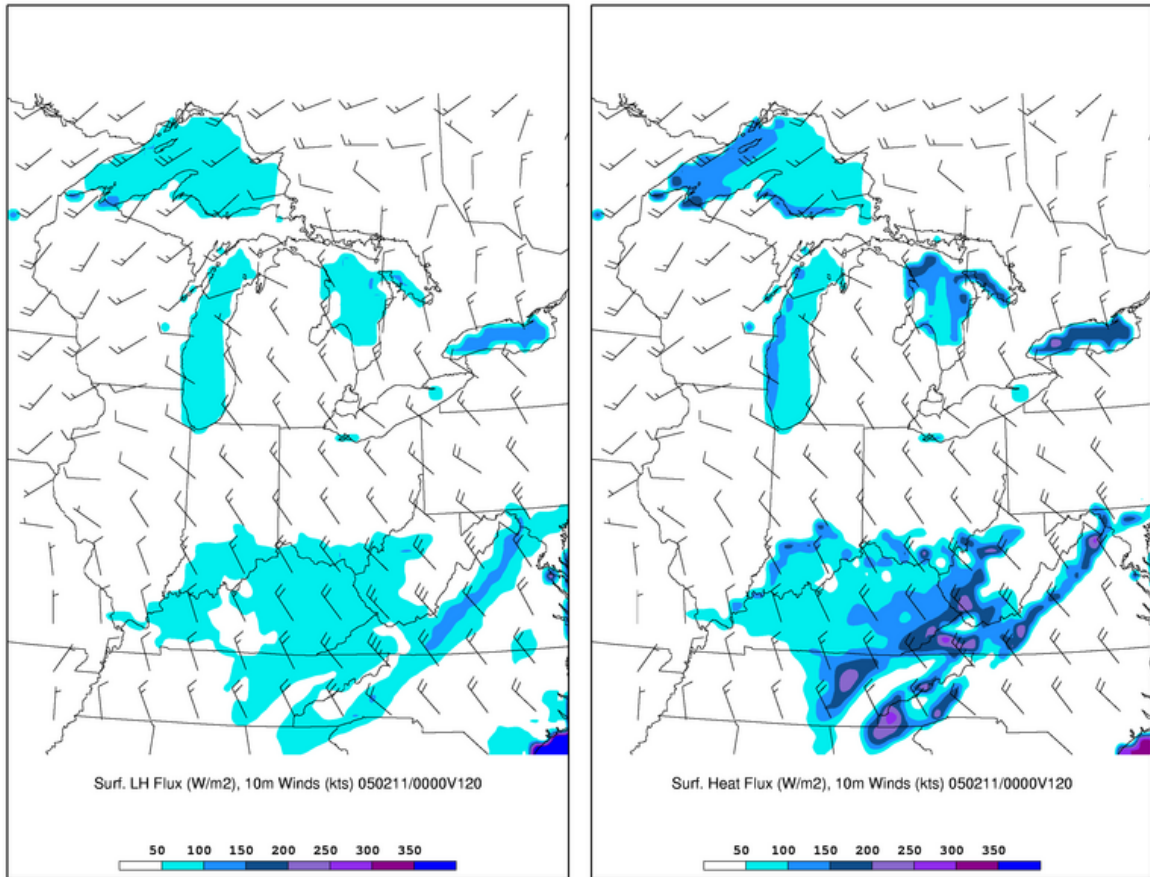 Surf. LH Flux (W/m2), 10m Winds (kts) 050211/0000V120
50 100 150 200 250 300 350
Surf. Heat Flux (W/m2), 10m Winds (kts) 050211/0000V120
50 100 150 200 250 300 350